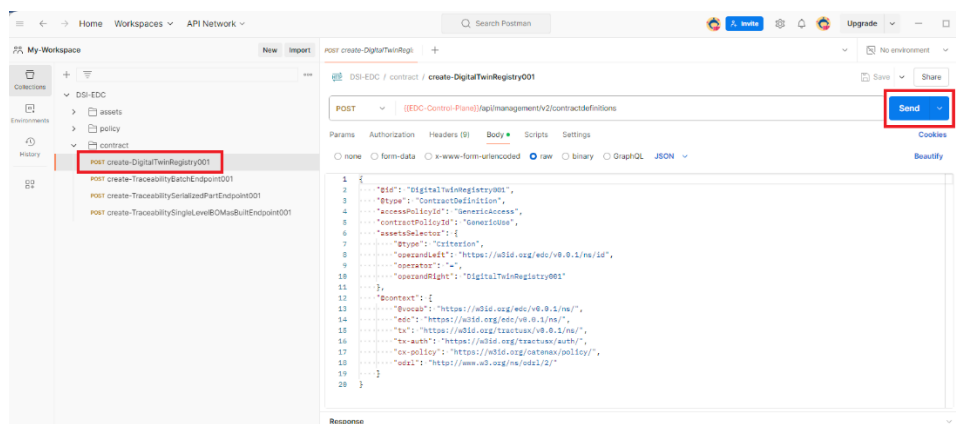 Home Workspaces API Network Search Postman Invite Upgrade
My-Workspace New Import POST create-DigitalTwinRegi: No environment
Collections
Environments
History
DSI-EDC
assets
policy
contract
POST create-DigitalTwinRegistry001
POST create-TraceabilityBatchEndpoint001
POST create-TraceabilitySerializedPartEndpoint001
POST create-TraceabilitySingleLevelBOMasBuiltEndpoint001
DSI-EDC / contract / create-DigitalTwinRegistry001 Save Share
POST {{EDC-Control-Plane}}/api/management/v2/contractdefinitions Send
Params Authorization Headers (9) Body Scripts Settings Cookies
none form-data x-www-form-urlencoded raw binary GraphQL JSON Beautify
1 {
2 "@id": "DigitalTwinRegistry001",
3 "@type": "ContractDefinition",
4 "accessPolicyId": "GenericAccess",
5 "contractPolicyId": "GenericUse",
6 "assetsSelector": {
7 "@type": "Criterion",
8 "operandLeft": "https://w3id.org/edc/v0.0.1/ns/id",
9 "operator": "=",
10 "operandRight": "DigitalTwinRegistry001"
11 },
12 "@context": {
13 "@vocab": "https://w3id.org/edc/v0.0.1/ns/",
14 "edc": "https://w3id.org/edc/v0.0.1/ns/",
15 "tx": "https://w3id.org/tractusx/v0.0.1/ns/",
16 "tx-auth": "https://w3id.org/tractusx/auth/",
17 "cx-policy": "https://w3id.org/catenax/policy/",
18 "odrl": "http://www.w3.org/ns/odrl/2/"
19 }
20 }
Response